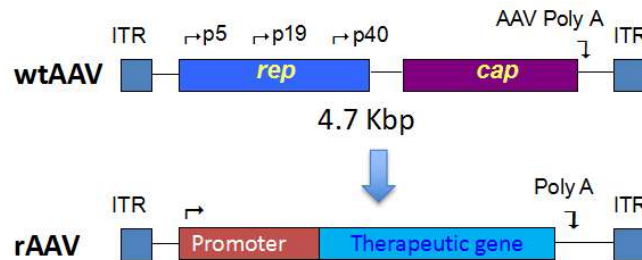 AAV Poly A
ITR p5 p19 p40 ITR
wtAAV rep cap
4.7 Kbp
Poly A
ITR ITR
rAAV Promoter Therapeutic gene